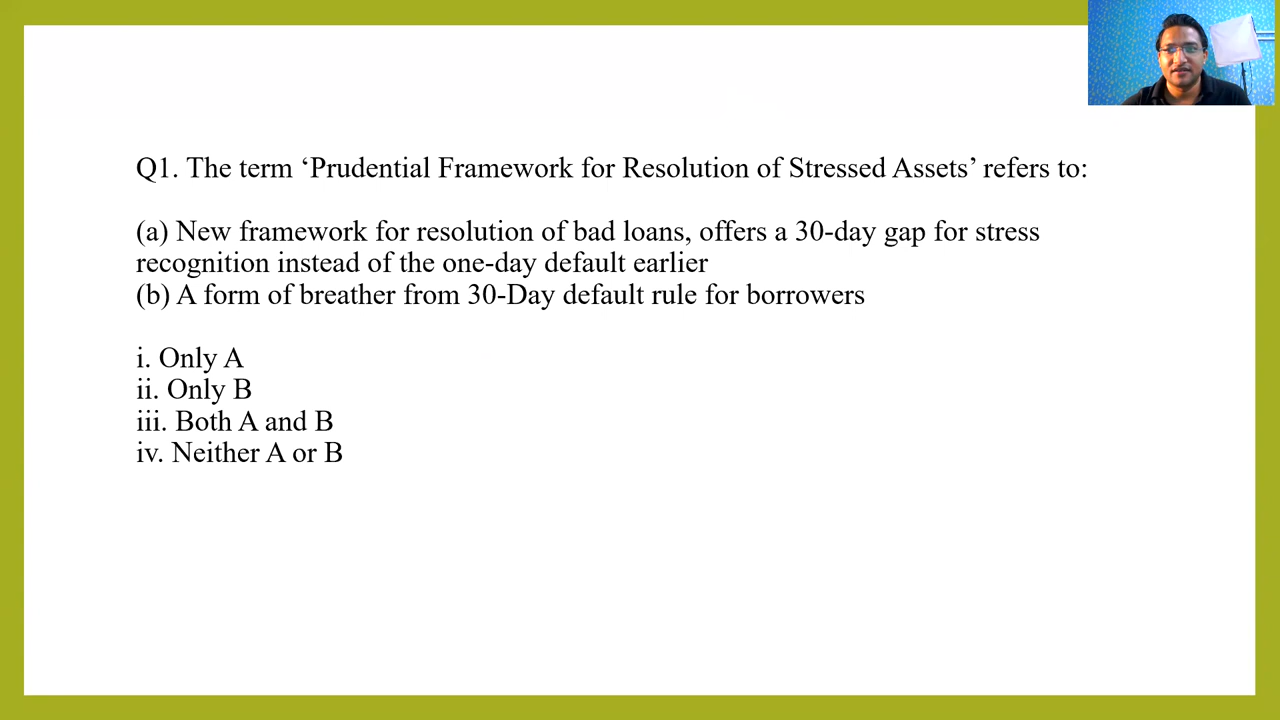 Q1. The term ‘Prudential Framework for Resolution of Stressed Assets’ refers to:
(a) New framework for resolution of bad loans, offers a 30-day gap for stress
recognition instead of the one-day default earlier
(b) A form of breather from 30-Day default rule for borrowers
i. Only A
ii. Only B
iii. Both A and B
iv. Neither A or B